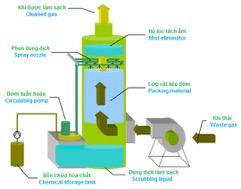 Khí được làm sạch
Cleaned gas
Bộ lọc tách ẩm
Mist eliminator
Phun dung dịch
Spray nozzle
Lớp vật liệu đệm
Packing material
Bơm tuần hoàn
Circulating pump
Khí thải
Waste gas
Bồn chứa hóa chất
Chemical storage tank
Dung dịch làm sạch
Scrubbing liquid